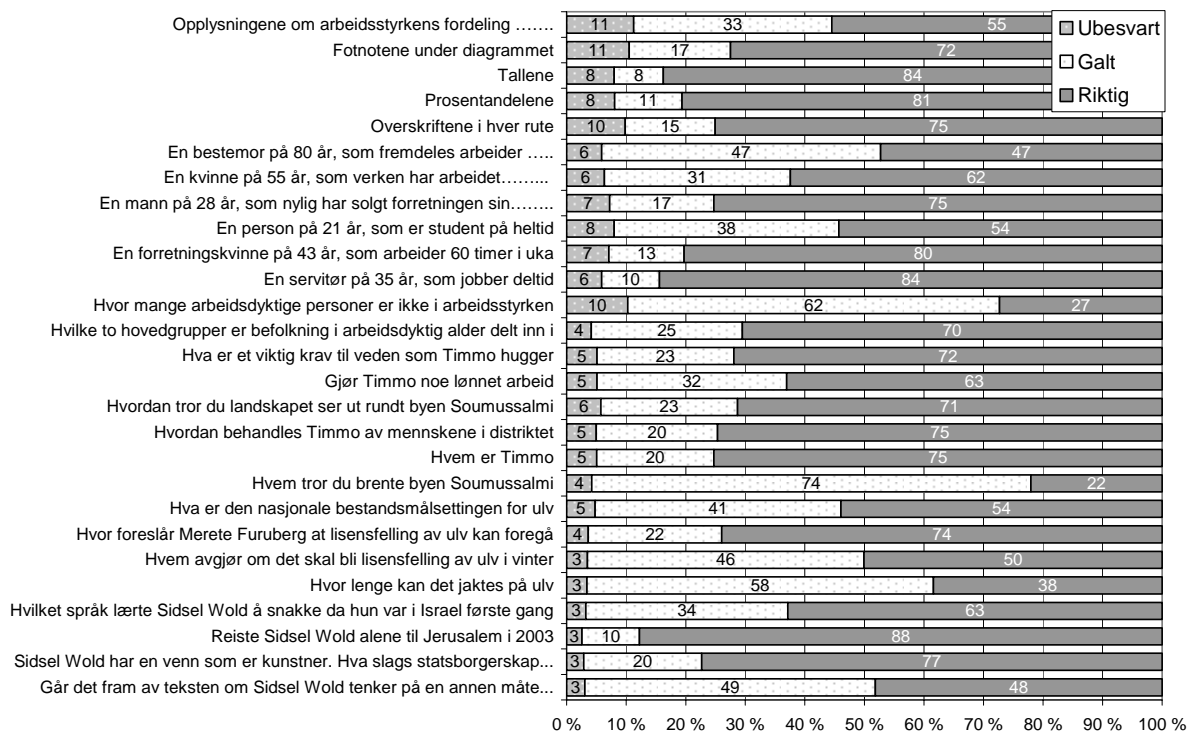 Opplysningene om arbeidsstyrkens fordeling ……. 11 33 55
Fotnotene under diagrammet 11 17 72
Tallene 8 8 84
Prosentandelene 8 11 81
Overskriftene i hver rute 10 15 75
En bestemor på 80 år, som fremdeles arbeider ….. 6 47 47
En kvinne på 55 år, som verken har arbeidet……... 6 31 62
En mann på 28 år, som nylig har solgt forretningen sin…….. 7 17 75
En person på 21 år, som er student på heltid 8 38 54
En forretningskvinne på 43 år, som arbeider 60 timer i uka 7 13 80
En servitør på 35 år, som jobber deltid 6 10 84
Hvor mange arbeidsdyktige personer er ikke i arbeidsstyrken 10 62 27
Hvilke to hovedgrupper er befolkning i arbeidsdyktig alder delt inn i 4 25 70
Hva er et viktig krav til veden som Timmo hugger 5 23 72
Gjør Timmo noe lønnet arbeid 5 32 63
Hvordan tror du landskapet ser ut rundt byen Soumussalmi 6 23 71
Hvordan behandles Timmo av mennskene i distriktet 5 20 75
Hvem er Timmo 5 20 75
Hvem tror du brente byen Soumussalmi 4 74 22
Hva er den nasjonale bestandsmålsettingen for ulv 5 41 54
Hvor foreslår Merete Furuberg at lisensfelling av ulv kan foregå 4 22 74
Hvem avgjør om det skal bli lisensfelling av ulv i vinter 3 46 50
Hvor lenge kan det jaktes på ulv 3 58 38
Hvilket språk lærte Sidsel Wold å snakke da hun var i Israel første gang 3 34 63
Reiste Sidsel Wold alene til Jerusalem i 2003 3 10 88
Sidsel Wold har en venn som er kunstner. Hva slags statsborgerskap... 3 20 77
Går det fram av teksten om Sidsel Wold tenker på en annen måte... 3 49 48
0 % 10 % 20 % 30 % 40 % 50 % 60 % 70 % 80 % 90 % 100 %
Ubesvart
Galt
Riktig